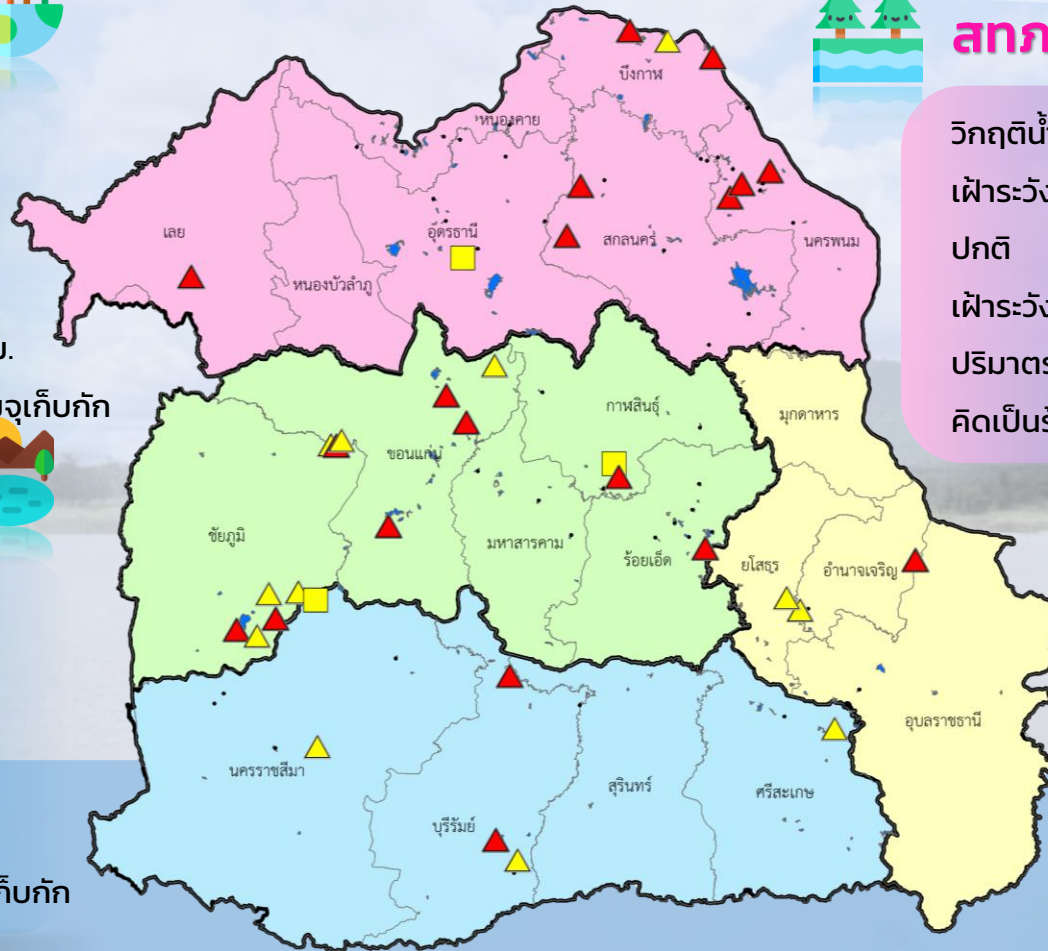 สทภ
วิกฤติน้ำ
เฝ้าระวัง
ปกติ
เฝ้าระวัง
ปริมาตร
คิดเป็นร้
ม.
จุเก็บกัก
ก็บกัก
บึงกาฬ
หนองคาย
เลย
อุดรธานี
สกลนคร
นครพนม
หนองบัวลำภู
กาฬสินธุ์
มุกดาหาร
ขอนแก่น
ชัยภูมิ
มหาสารคาม
ร้อยเอ็ด
ยโสธร
อำนาจเจริญ
อุบลราชธานี
นครราชสีมา
สุรินทร์
ศรีสะเกษ
บุรีรัมย์